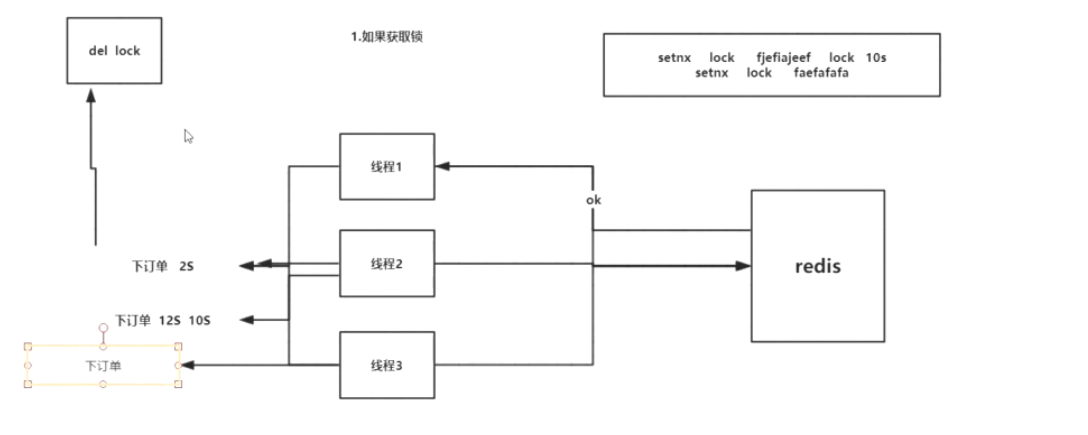 del lock
1.如果获取锁
setnx lock fjefiajeef lock 10s
setnx lock faefafafa
线程1
ok
线程2
下订单 2S
redis
下订单 12S 10S
下订单
线程3